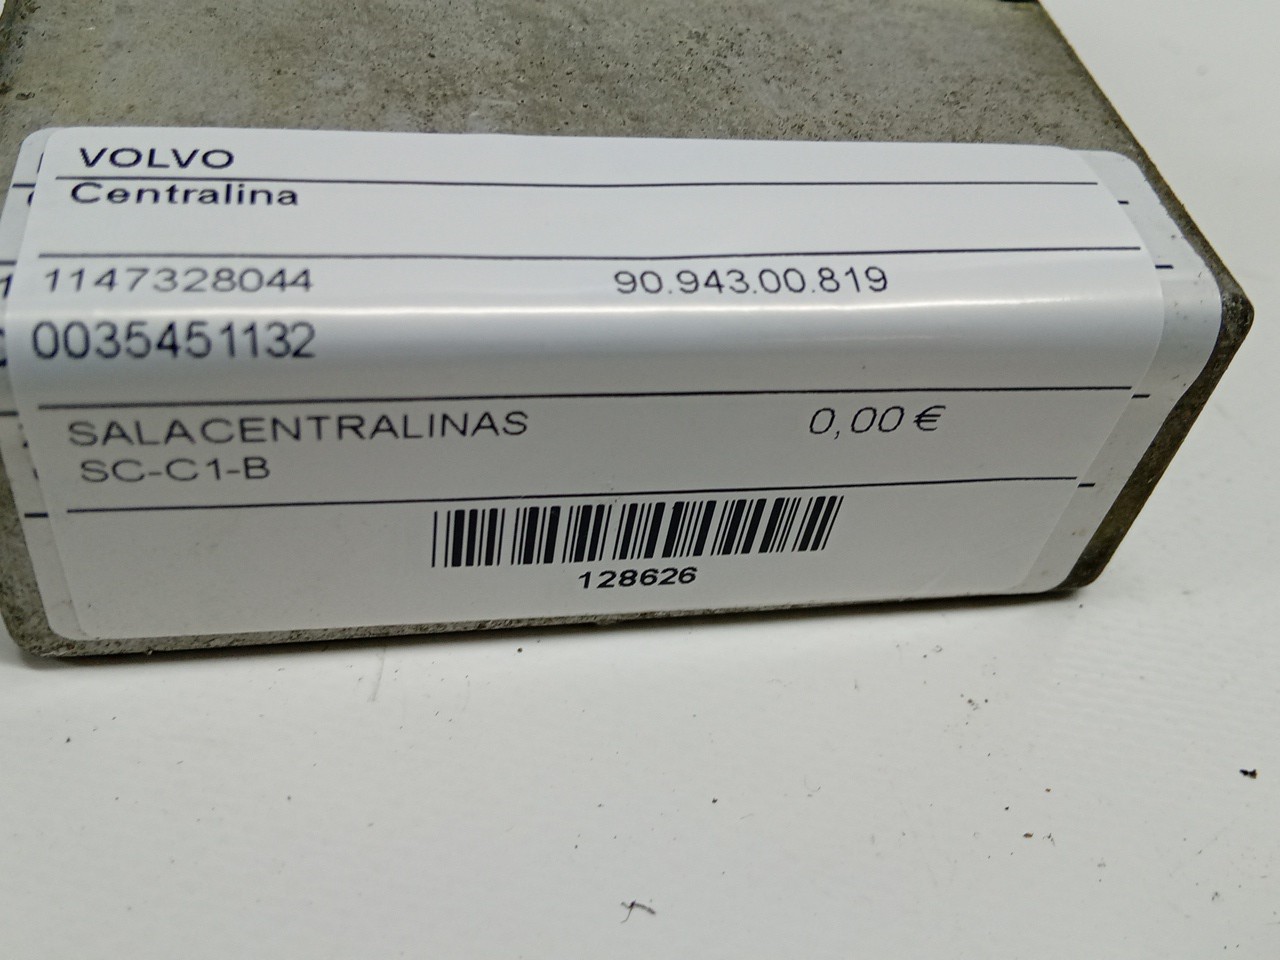 VOLVO
Centralina
1147328044 90.943.00.819
0035451132
SALACENTRALINAS 0,00 €
SC-C1-B
128626